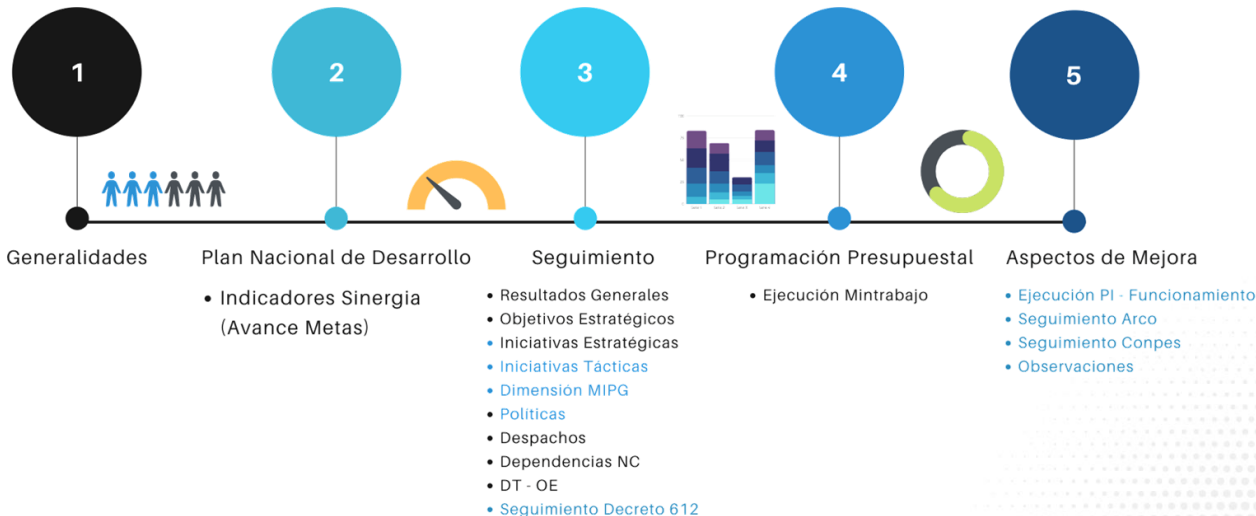 1
2
3
4
5
Generalidades
Plan Nacional de Desarrollo
• Indicadores Sinergia
(Avance Metas)
Seguimiento
• Resultados Generales
• Objetivos Estratégicos
• Iniciativas Estratégicas
• Iniciativas Tácticas
• Dimensión MIPG
• Políticas
• Despachos
• Dependencias NC
• DT - OE
• Seguimiento Decreto 612
Programación Presupuestal
• Ejecución Mintrabajo
Aspectos de Mejora
• Ejecución PI - Funcionamiento
• Seguimiento Arco
• Seguimiento Conpes
• Observaciones